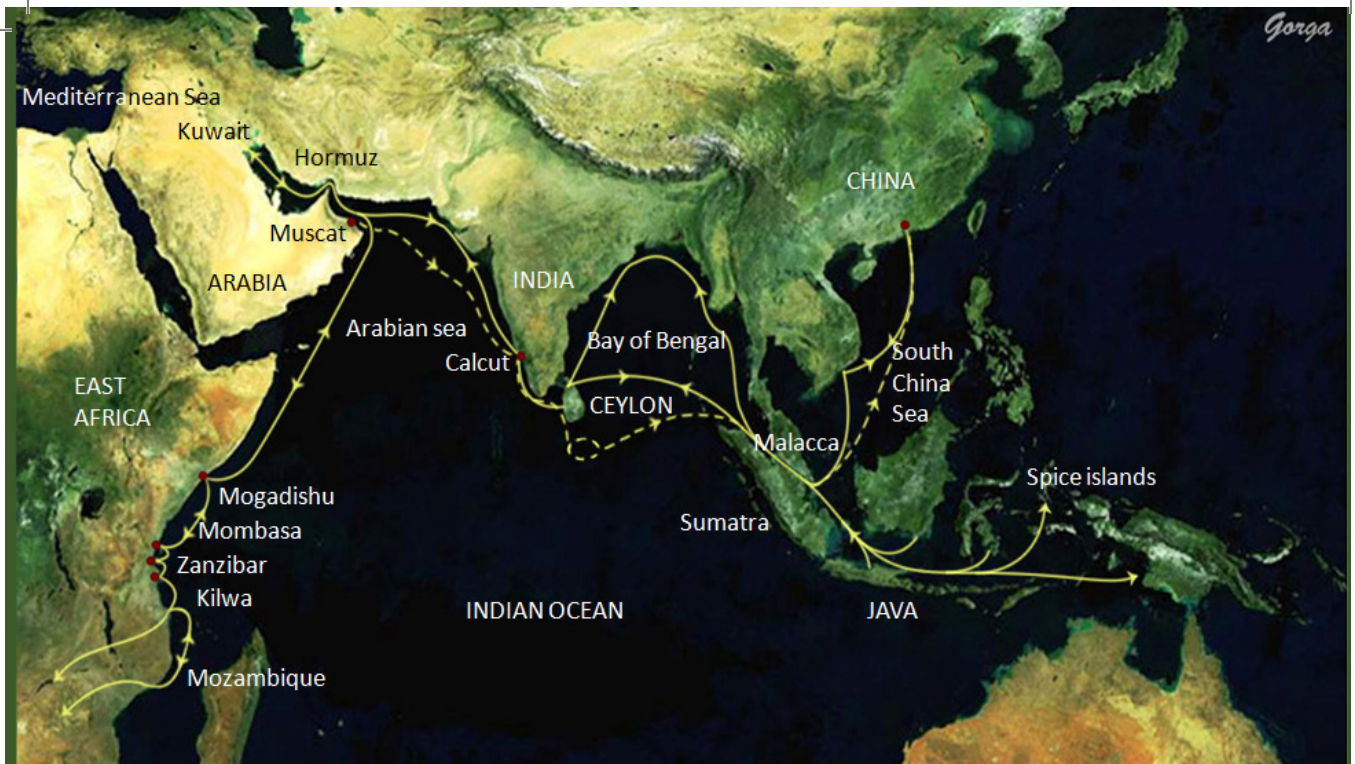 Gorga
Mediterranean Sea
Kuwait
Hormuz
CHINA
Muscat
ARABIA
INDIA
Arabian sea
Bay of Bengal
Calcut
South
China
Sea
EAST
AFRICA
CEYLON
Malacca
Spice islands
Mogadishu
Sumatra
Mombasa
Zanzibar
Kilwa
INDIAN OCEAN
JAVA
Mozambique